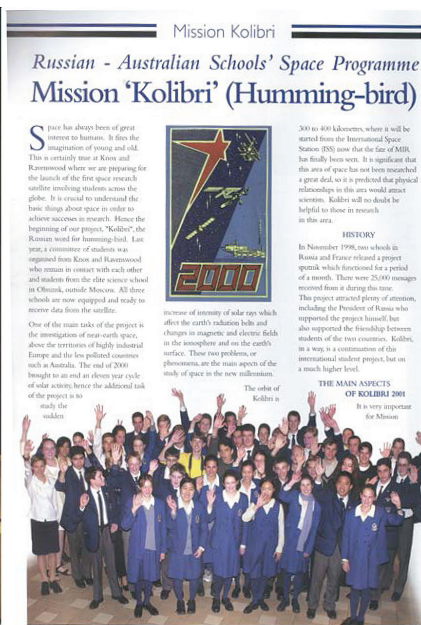 Mission Kolibri
Russian - Australian Schools' Space Programme
Mission 'Kolibri' (Humming-bird)
Space has always been of great
interest to humans. It fires the
imagination of young and old.
This is certainly true at Knox and
Ravenswood where we are preparing for
the launch of the first space research
satellite involving students across the
globe. It is crucial to understand the
basic things about space in order to
achieve successes in research. Hence the
beginning of our project, "Kolibri", the
Russian word for humming-bird. Last
year, a committee of students was
organised from Knox and Ravenswood
who remain in contact with each other
and students from the elite science school
in Obninsk, outside Moscow. All three
schools are now equipped and ready to
receive data from the satellite.
One of the main tasks of the project is
the investigation of near-earth space,
above the territories of highly industrial
Europe and the less polluted countries
such as Australia. The end of 2000
brought to an end an eleven year cycle
of solar activity, hence the additional task
of the project is to
study the
sudden
2000
increase of intensity of solar rays which
affect the earth's radiation belts and
changes in magnetic and electric fields
in the ionosphere and on the earth's
surface. These two problems, or
phenomena, are the main aspects of the
study of space in the new millennium.
The orbit of
Kolibri is
300 to 400 kilometres, where it will be
started from the International Space
Station (ISS) now that the fate of MIR
has finally been seen. It is significant that
this area of space has not been researched
a great deal, so it is predicted that physical
relationships in this area would attract
scientists. Kolibri will no doubt be
helpful to those in research
in this area.
HISTORY
In November 1998, two schools in
Russia and France released a project
sputnik which functioned for a period
of a month. There were 25,000 messages
received from it during this time.
This project attracted plenty of attention,
including the President of Russia who
supported the project himself, but
also supported the friendship between
students of the two countries. Kolibri,
in a way, is a continuation of this
international student project, but on
a much higher level.
THE MAIN ASPECTS
OF KOLIBRI 2001
It is very important
for Mission